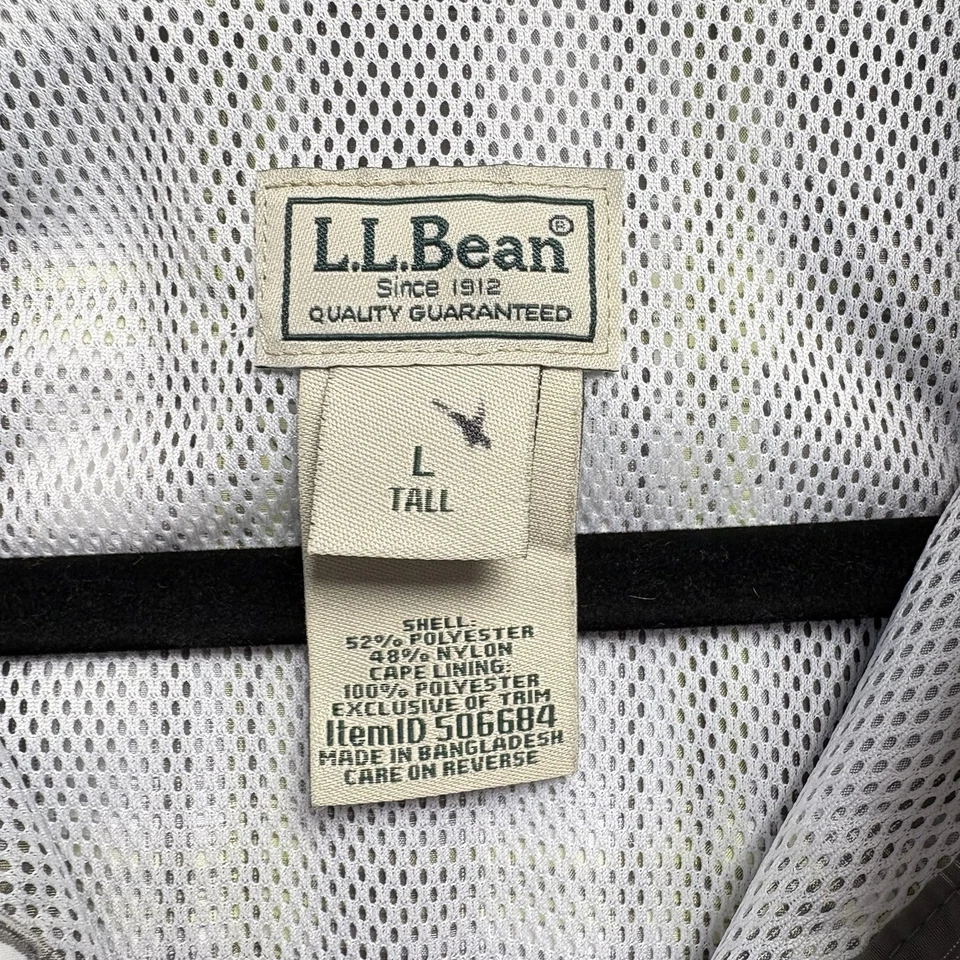 L.L.Bean®
Since 1912
QUALITY GUARANTEED
L
TALL
SHELL:
52% POLYESTER
48% NYLON
CAPE LINING:
100% POLYESTER
EXCLUSIVE OF TRIM
ItemID 506684
MADE IN BANGLADESH
CARE ON REVERSE